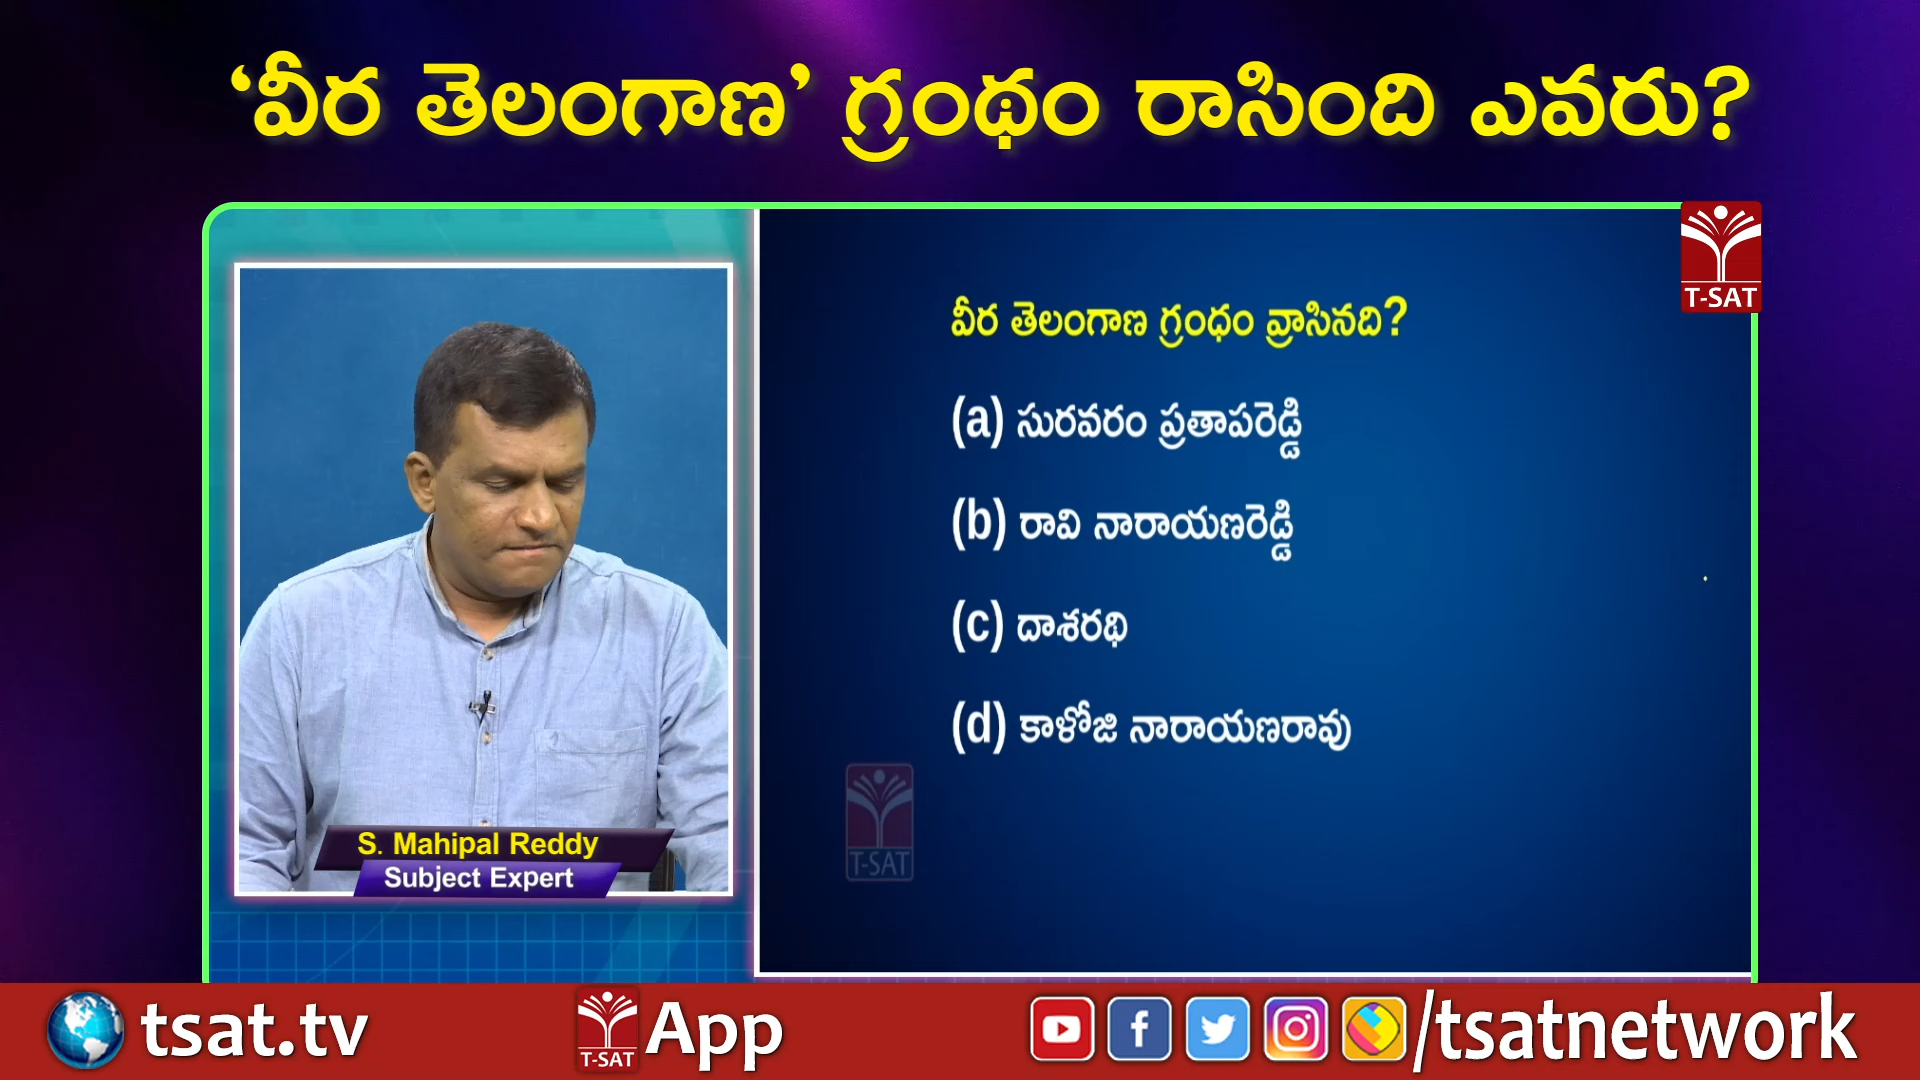 ‘వీర తెలంగాణ’ గ్రంథం రాసింది ఎవరు?
T-SAT
వీర తెలంగాణ గ్రంధం వ్రాసినది?
(a) సురవరం ప్రతాపరెడ్డి
(b) రావి నారాయణరెడ్డి
(c) దాశరథి
(d) కాళోజి నారాయణరావు
T-SAT
S. Mahipal Reddy
Subject Expert
tsat.tv
T-SAT
App
/tsatnetwork